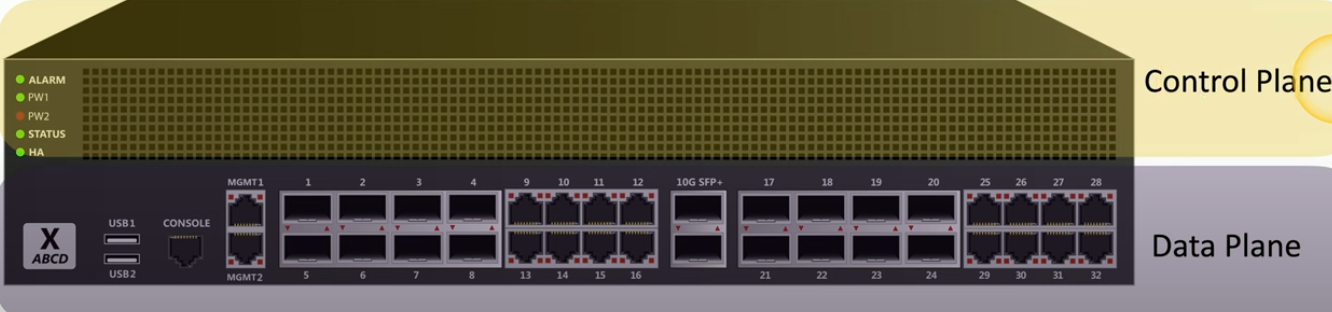 ALARM
PW1
PW2
STATUS
HA
Control Plane
MGMT1 1 2 3 4 9 10 11 12 10G SFP+ 17 18 19 20 25 26 27 28
X
ABCD
USB1
USB2
CONSOLE
MGMT2 5 6 7 8 13 14 15 16 21 22 23 24 29 30 31 32
Data Plane